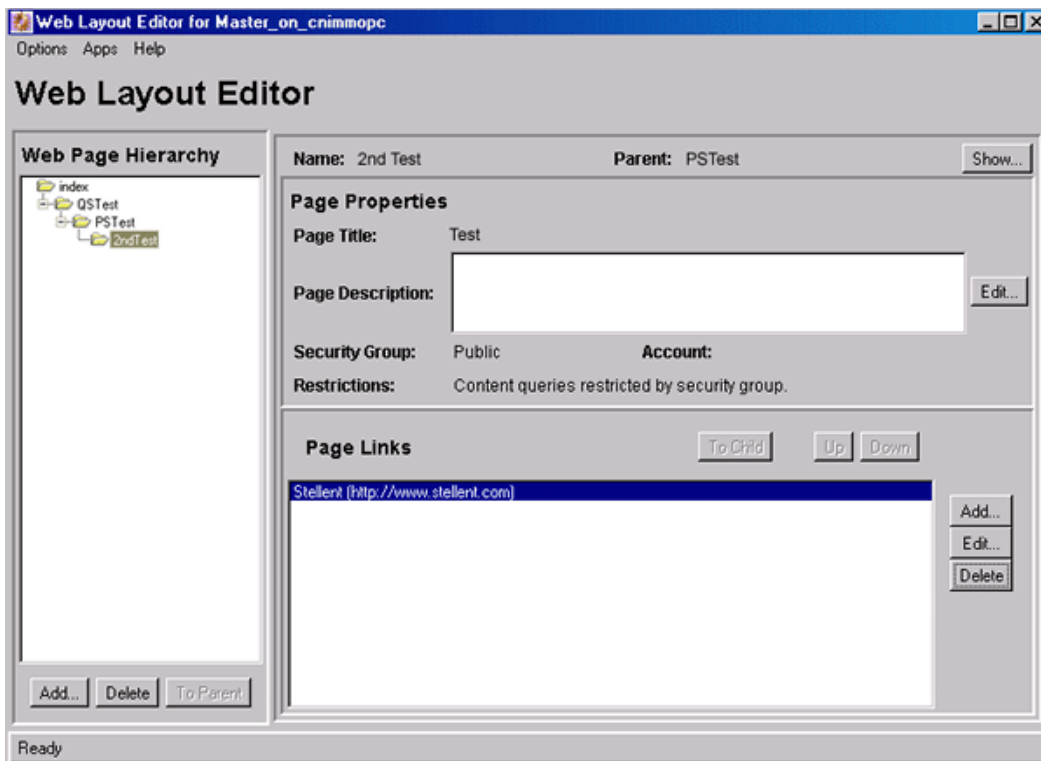 Web Layout Editor for Master_on_cnimmopc
Options Apps Help
Web Layout Editor
Web Page Hierarchy
index
QSTest
PSTest
2ndTest
Add... Delete To Parent
Name: 2nd Test Parent: PSTest Show...
Page Properties
Page Title: Test
Page Description: Edit...
Security Group: Public Account:
Restrictions: Content queries restricted by security group.
Page Links To Child Up Down
Stellent (http://www.stellent.com)
Add...
Edit...
Delete
Ready